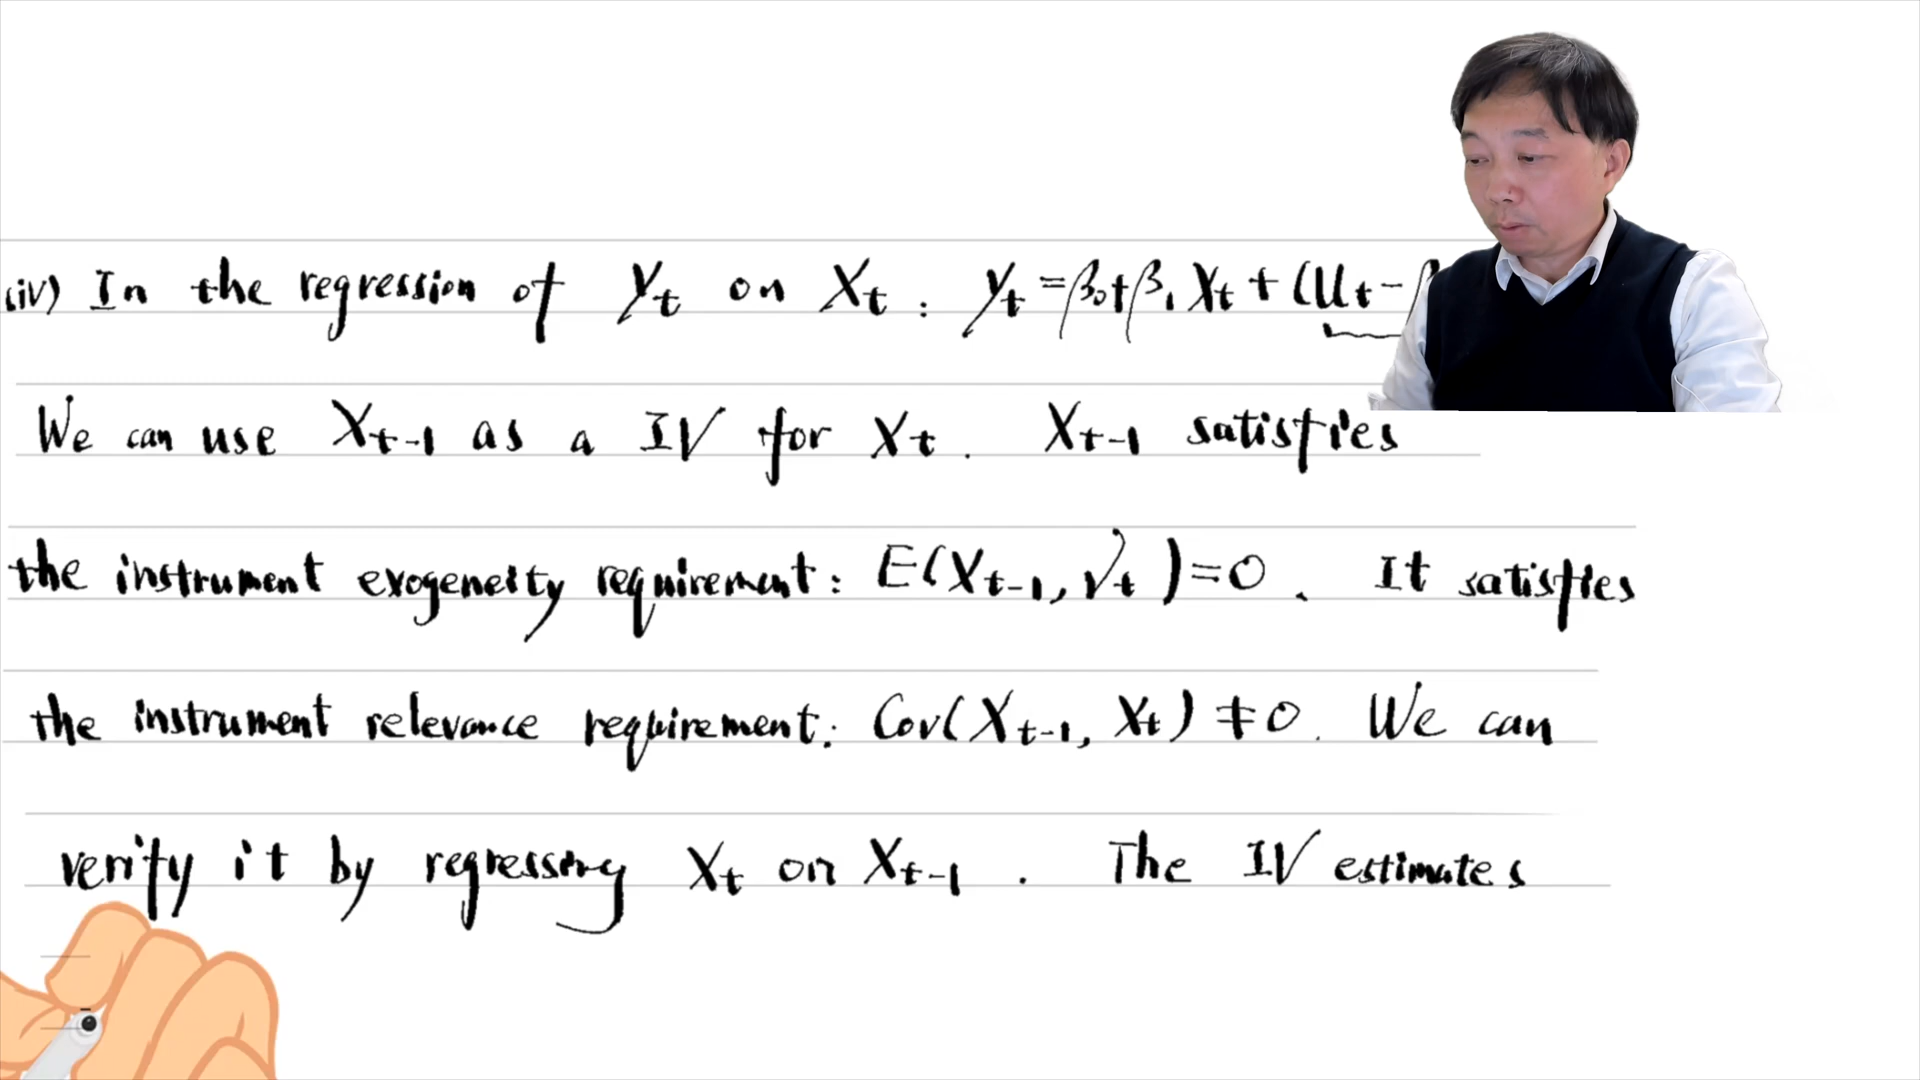 (iv) In the regression of Yt on Xt : yt = β0 + β1 Xt + (Ut -
We can use Xt-1 as a IV for Xt . Xt-1 satisfies
the instrument exogeneity requirement: E(Xt-1, Vt) = 0 . It satisfies
the instrument relevance requirement: Cov(Xt-1, Xt) ≠ 0 . We can
verify it by regressing Xt on Xt-1 . The IV estimates